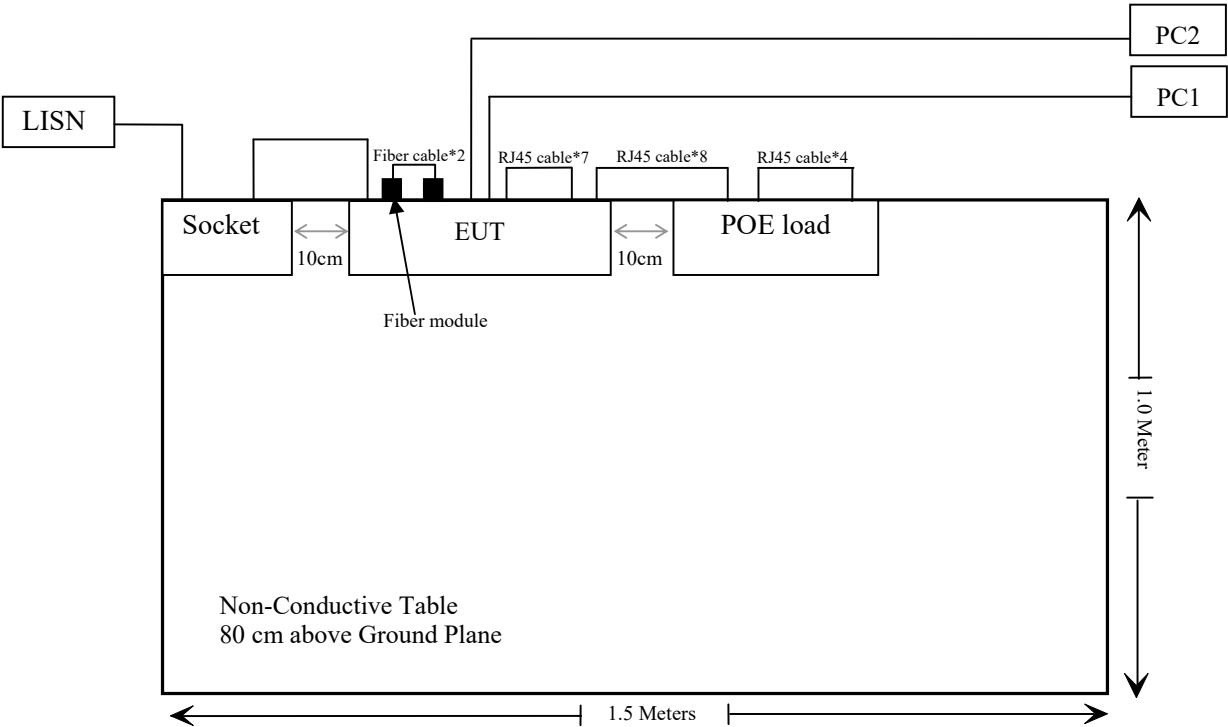 PC2
PC1
LISN
Fiber cable*2
RJ45 cable*7
RJ45 cable*8
RJ45 cable*4
Socket
EUT
POE load
10cm
10cm
Fiber module
1.0 Meter
Non-Conductive Table
80 cm above Ground Plane
1.5 Meters